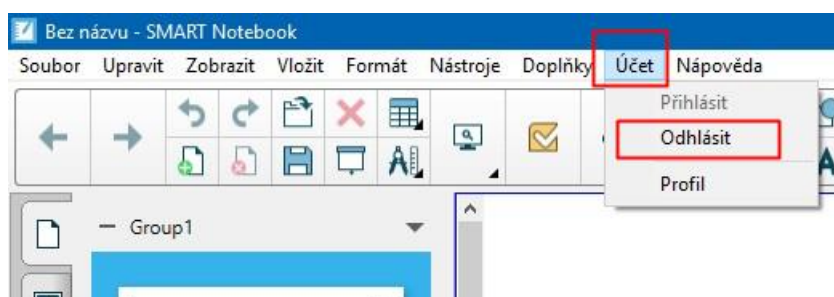 Bez názvu - SMART Notebook
Soubor Upravit Zobrazit Vložit Formát Nástroje Doplňky Účet Nápověda
Přihlásit
Odhlásit
Profil
Group1